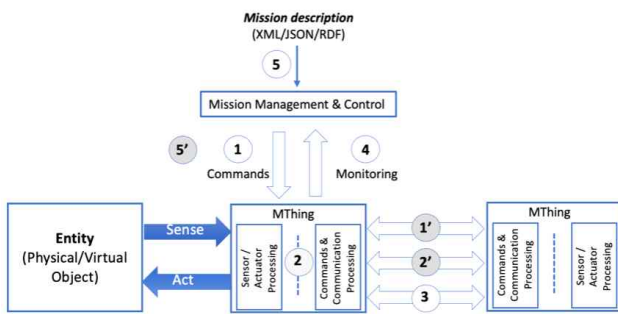 Mission description
(XML/JSON/RDF)
5
Mission Management & Control
5’
1
4
Commands
Monitoring
Entity
(Physical/Virtual
Object)
Sense
Act
MThing
Sensor /
Actuator
Processing
2
Commands &
Communication
Processing
1’
2’
3
MThing
Commands &
Communication
Processing
Sensor /
Actuator
Processing